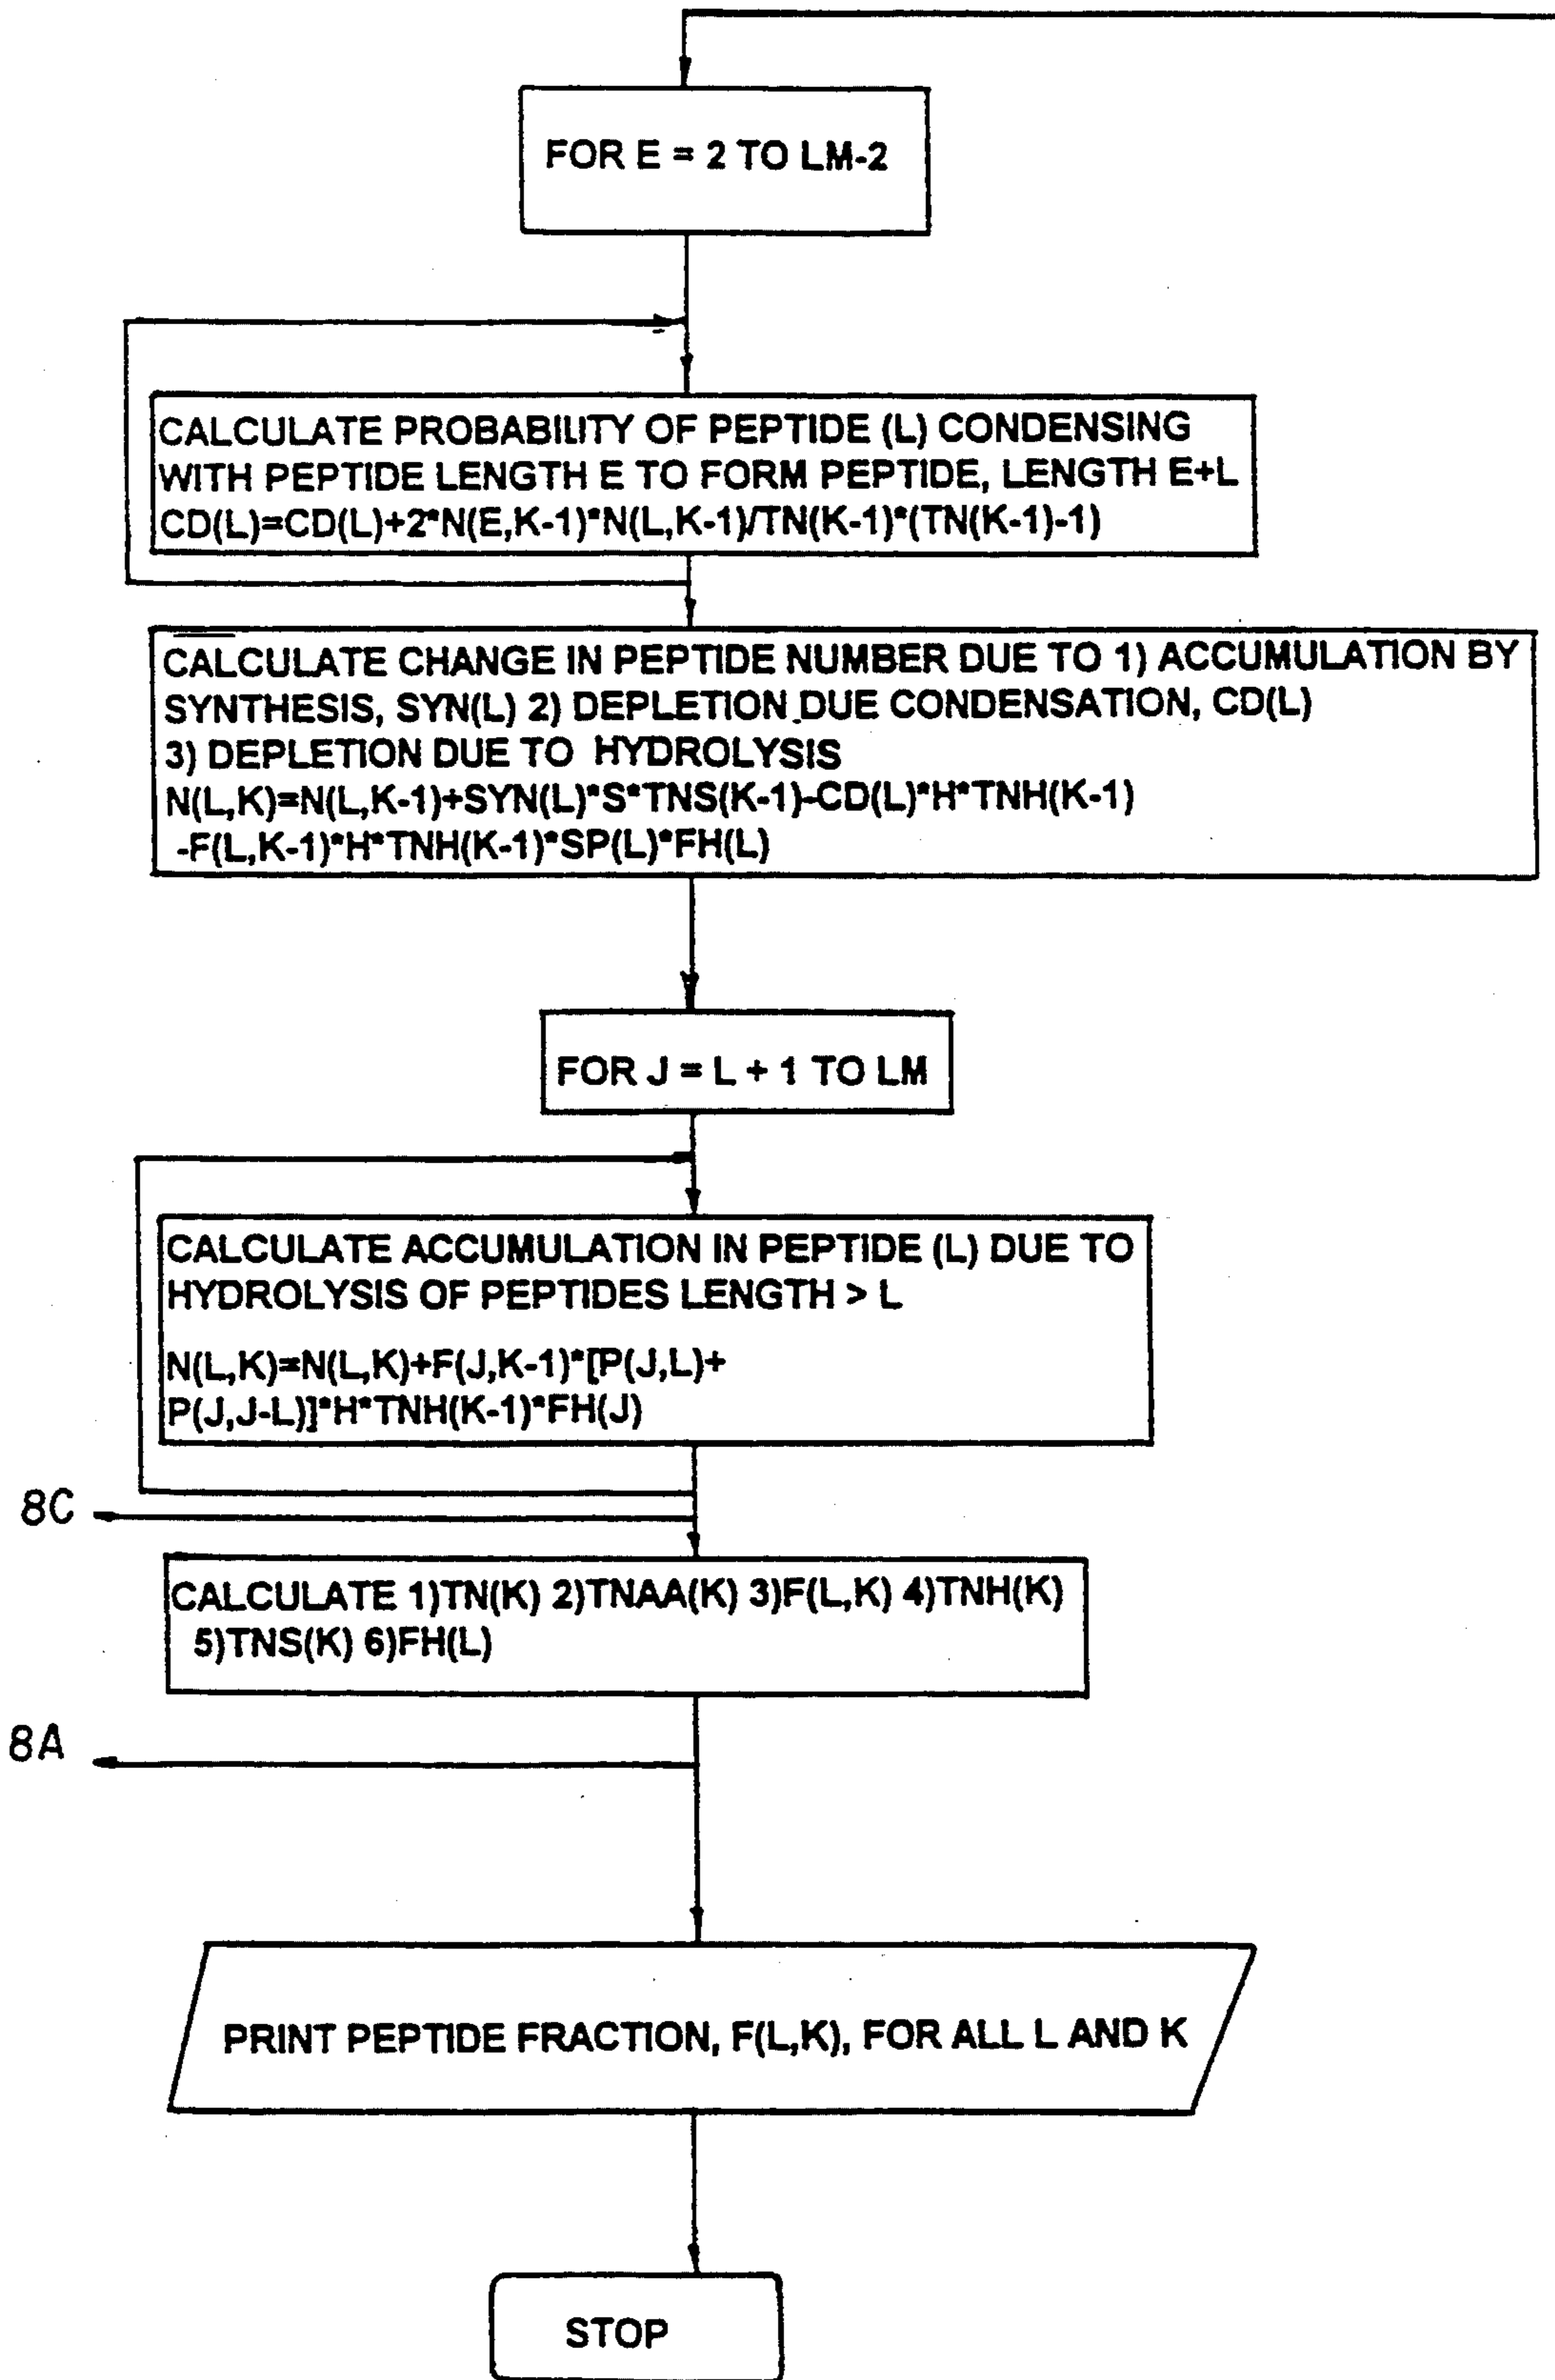 FOR E = 2 TO LM-2
CALCULATE PROBABILITY OF PEPTIDE (L) CONDENSING
WITH PEPTIDE LENGTH E TO FORM PEPTIDE, LENGTH E+L
CD(L)=CD(L)+2*N(E,K-1)*N(L,K-1)/TN(K-1)*(TN(K-1)-1)
CALCULATE CHANGE IN PEPTIDE NUMBER DUE TO 1) ACCUMULATION BY
SYNTHESIS, SYN(L) 2) DEPLETION DUE CONDENSATION, CD(L)
3) DEPLETION DUE TO HYDROLYSIS
N(L,K)=N(L,K-1)+SYN(L)*S*TNS(K-1)-CD(L)*H*TNH(K-1)
-F(L,K-1)*H*TNH(K-1)*SP(L)*FH(L)
FOR J = L + 1 TO LM
CALCULATE ACCUMULATION IN PEPTIDE (L) DUE TO
HYDROLYSIS OF PEPTIDES LENGTH > L
N(L,K)=N(L,K)+F(J,K-1)*[P(J,L)+
P(J,J-L)]*H*TNH(K-1)*FH(J)
8C
CALCULATE 1)TN(K) 2)TNAA(K) 3)F(L,K) 4)TNH(K)
5)TNS(K) 6)FH(L)
8A
PRINT PEPTIDE FRACTION, F(L,K), FOR ALL L AND K
STOP